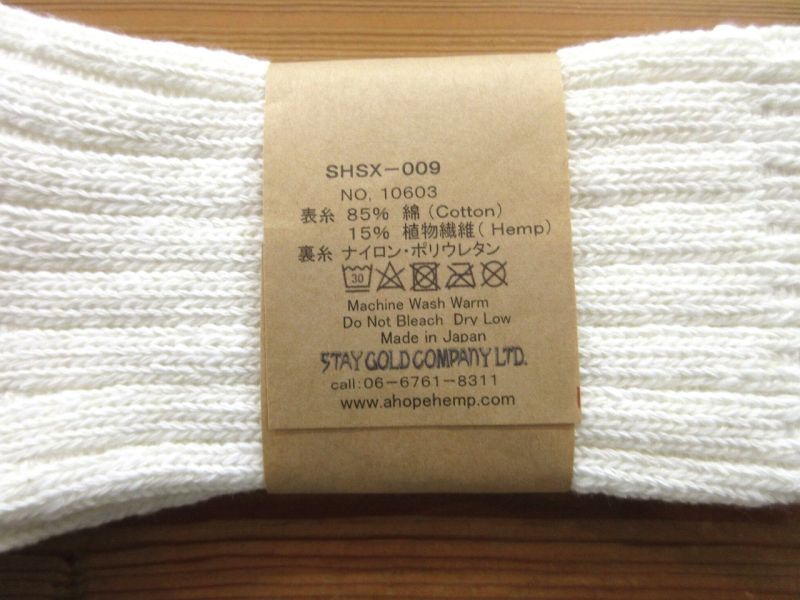 SHSX-009
NO. 10603
表糸 85% 綿 (Cotton)
15% 植物繊維( Hemp)
裏糸 ナイロン・ポリウレタン
30
Machine Wash Warm
Do Not Bleach Dry Low
Made in Japan
STAY GOLD COMPANY LTD.
call:06-6761-8311
www.ahopehemp.com